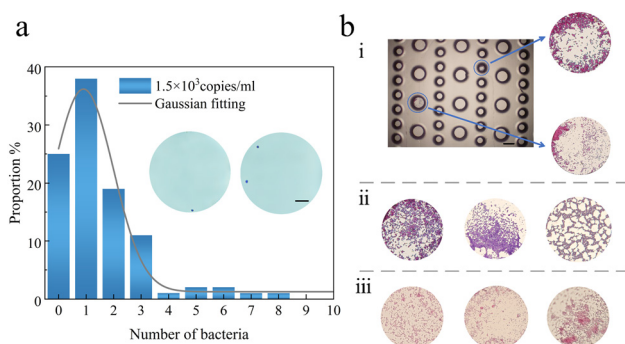 a
40
30
20
10
0
Proportion %
1.5×10³copies/ml
Gaussian fitting
0 1 2 3 4 5 6 7 8 9 10
Number of bacteria
b
i
ii
iii